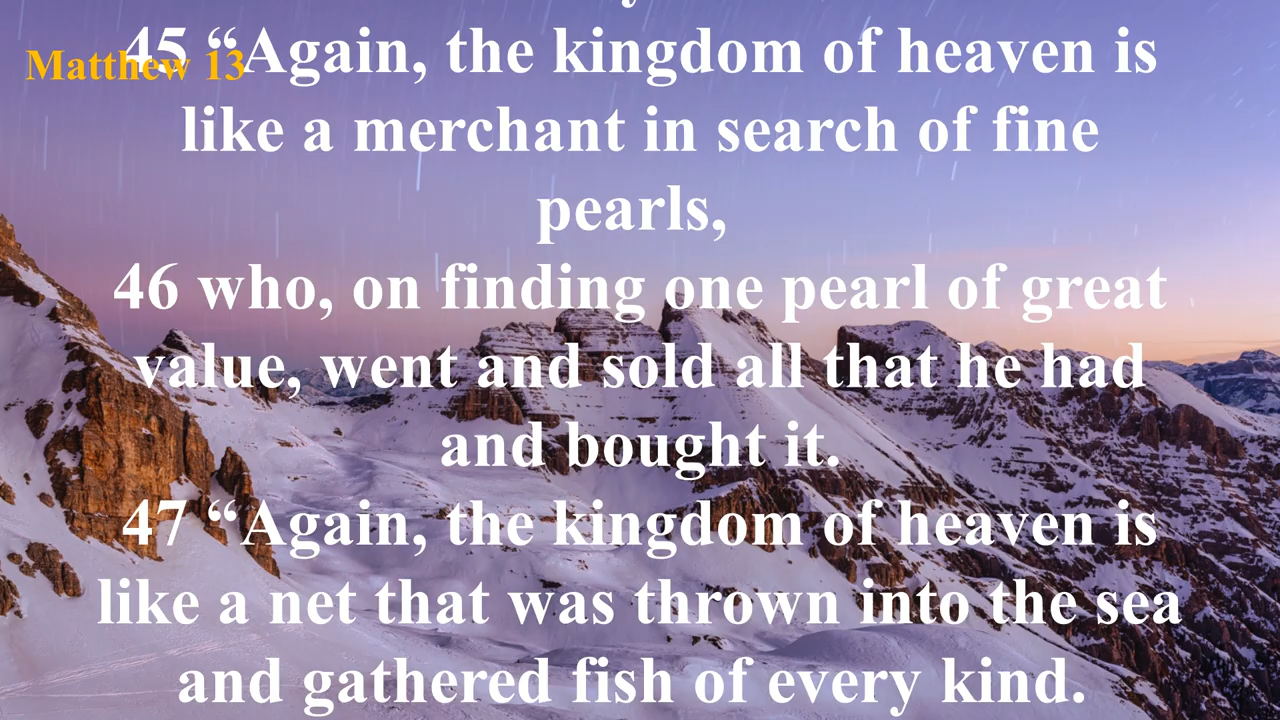 Matthew 13
45 “Again, the kingdom of heaven is
like a merchant in search of fine
pearls,
46 who, on finding one pearl of great
value, went and sold all that he had
and bought it.
47 “Again, the kingdom of heaven is
like a net that was thrown into the sea
and gathered fish of every kind.